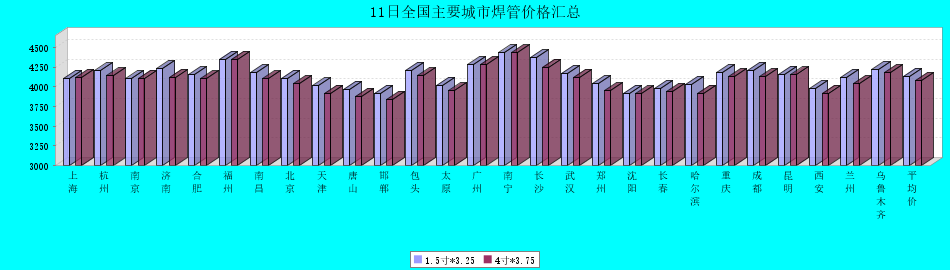 11日全国主要城市焊管价格汇总
4500
4250
4000
3750
3500
3250
3000
上海 杭州 南京 济南 合肥 福州 南昌 北京 天津 唐山 邯郸 包头 太原 广州 南宁 长沙 武汉 郑州 沈阳 长春 哈尔滨 重庆 成都 昆明 西安 兰州 乌鲁木齐 平均价
1.5寸*3.25 4寸*3.75